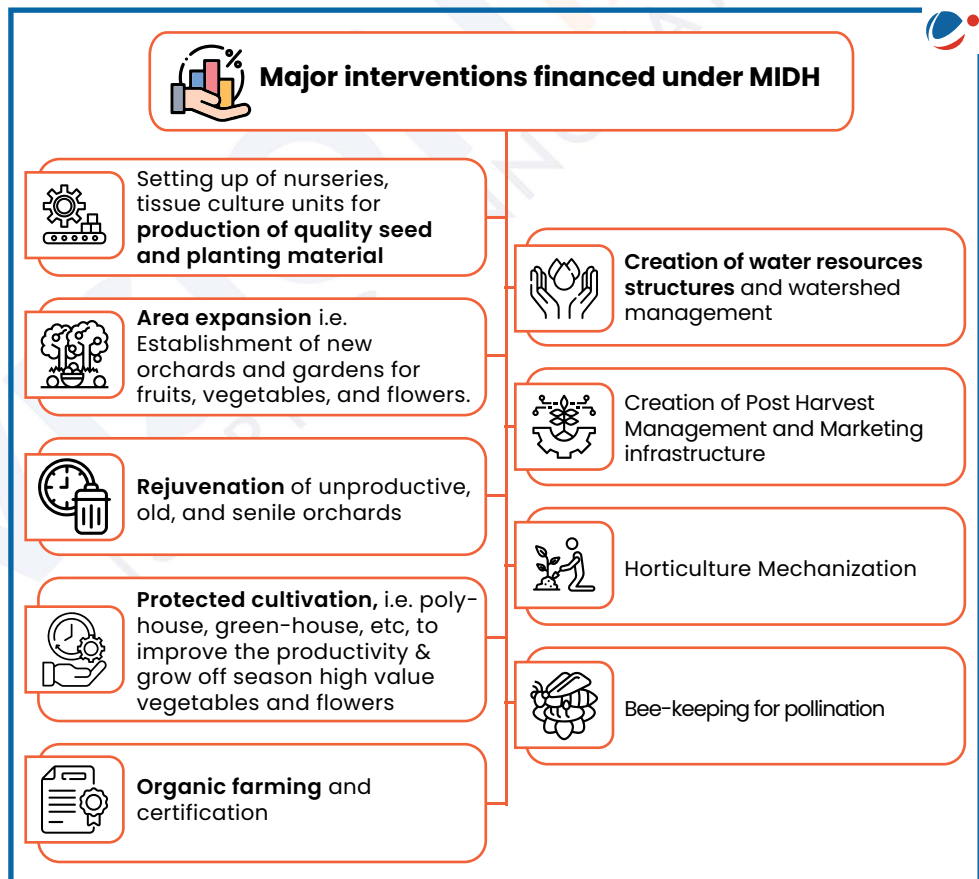 Major interventions financed under MIDH
Setting up of nurseries,
tissue culture units for
production of quality seed
and planting material
Area expansion i.e.
Establishment of new
orchards and gardens for
fruits, vegetables, and flowers.
Rejuvenation of unproductive,
old, and senile orchards
Protected cultivation, i.e. poly-
house, green-house, etc, to
improve the productivity &
grow off season high value
vegetables and flowers
Organic farming and
certification
Creation of water resources
structures and watershed
management
Creation of Post Harvest
Management and Marketing
infrastructure
Horticulture Mechanization
Bee-keeping for pollination